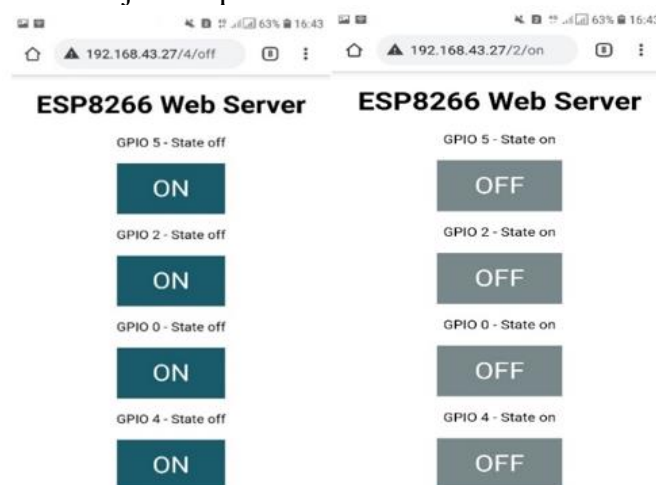 63% 16:43
192.168.43.27/4/off
ESP8266 Web Server
GPIO 5 - State off
ON
GPIO 2 - State off
ON
GPIO 0 - State off
ON
GPIO 4 - State off
ON
63% 16:43
192.168.43.27/2/on
ESP8266 Web Server
GPIO 5 - State on
OFF
GPIO 2 - State on
OFF
GPIO 0 - State on
OFF
GPIO 4 - State on
OFF